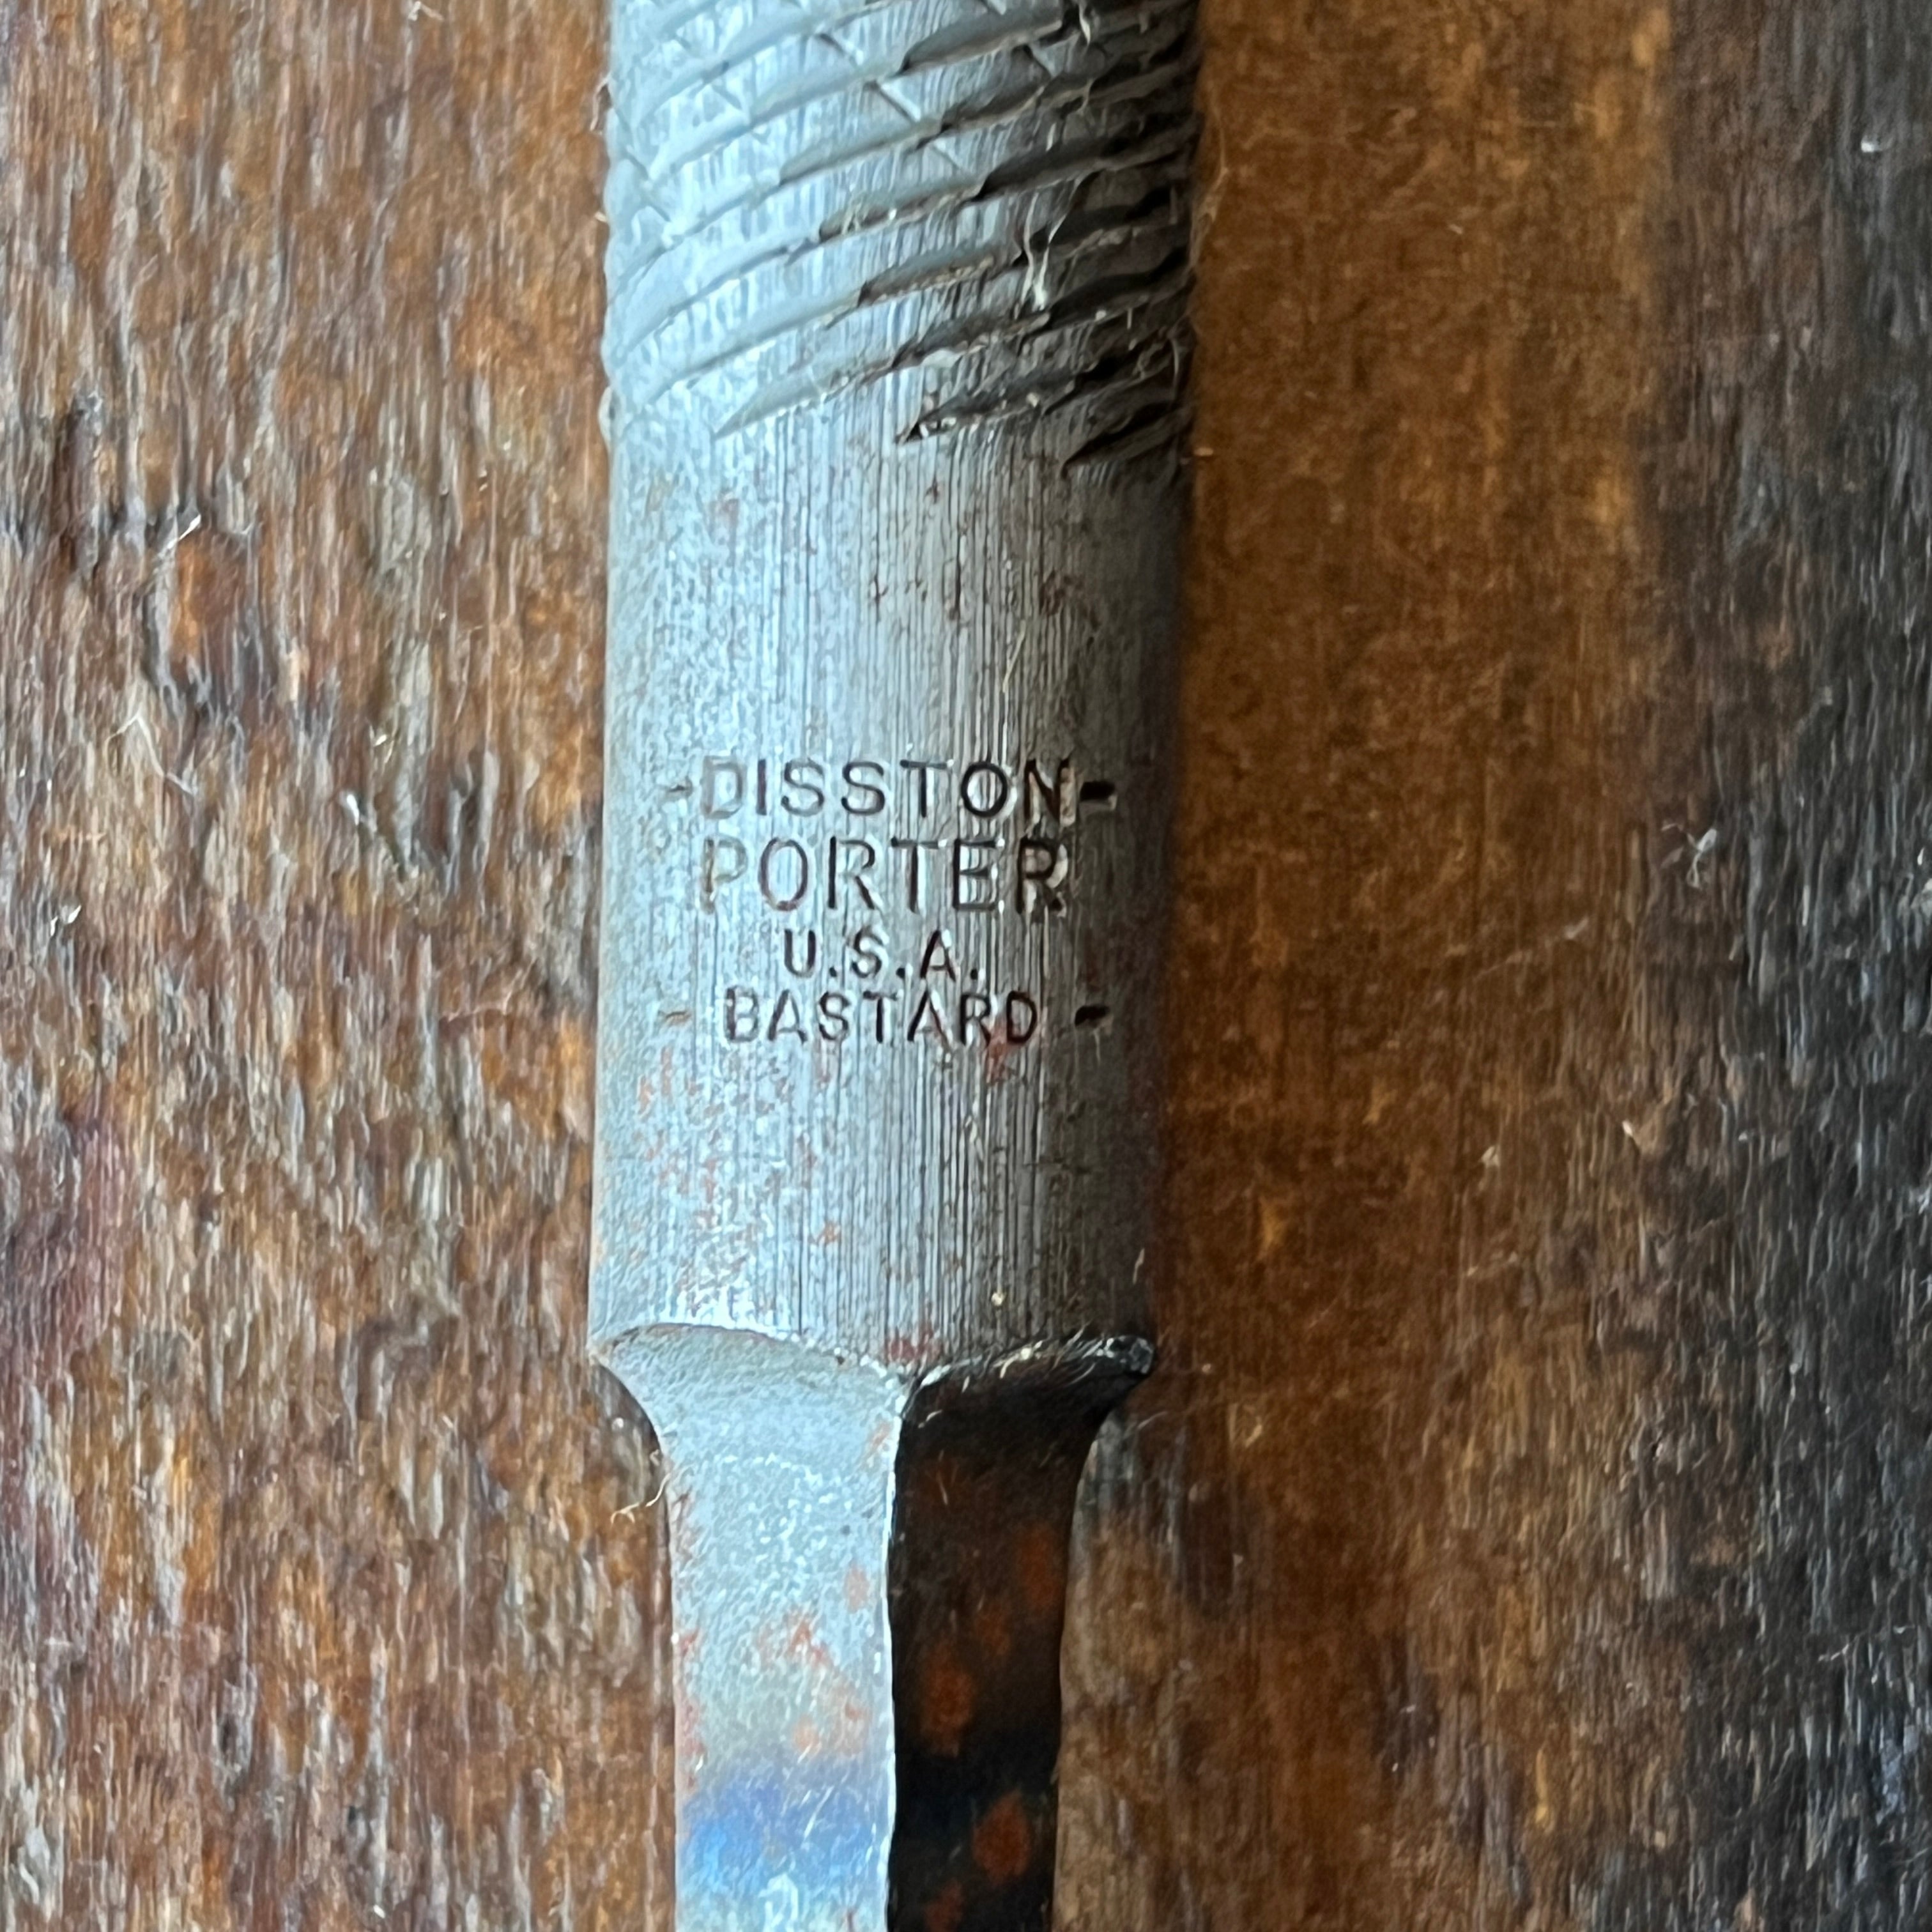 -DISSTON-
PORTER
U.S.A.
- BASTARD -